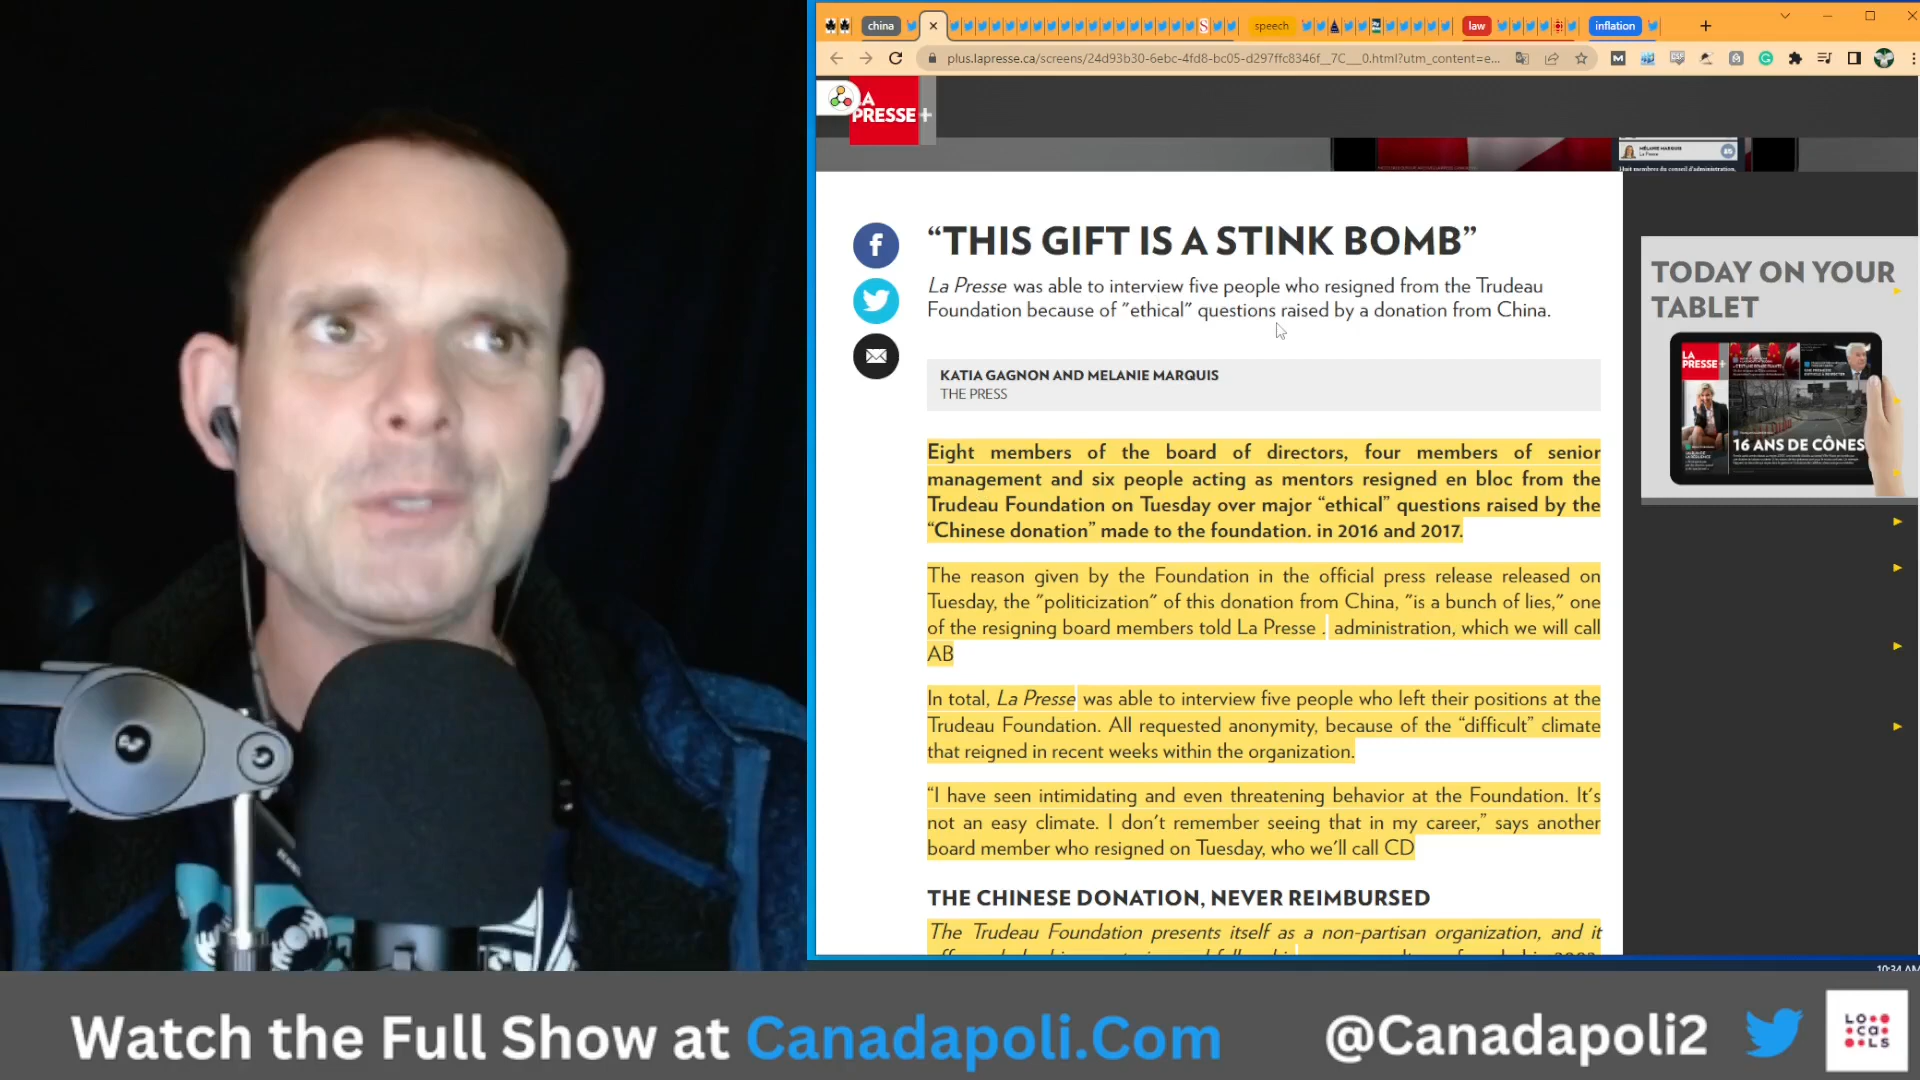 china
speech
law
inflation
plus.lapresse.ca/screens/24d93b30-6ebc-4fd8-bc05-d297ffc8346f__7C___0.html?utm_content=e...
LA
PRESSE+
MÉLANIE MARQUIS
"THIS GIFT IS A STINK BOMB"
La Presse was able to interview five people who resigned from the Trudeau
Foundation because of "ethical" questions raised by a donation from China.
KATIA GAGNON AND MELANIE MARQUIS
THE PRESS
Eight members of the board of directors, four members of senior
management and six people acting as mentors resigned en bloc from the
Trudeau Foundation on Tuesday over major “ethical” questions raised by the
“Chinese donation” made to the foundation. in 2016 and 2017.
The reason given by the Foundation in the official press release released on
Tuesday, the "politicization" of this donation from China, "is a bunch of lies," one
of the resigning board members told La Presse . administration, which we will call
AB
In total, La Presse was able to interview five people who left their positions at the
Trudeau Foundation. All requested anonymity, because of the “difficult” climate
that reigned in recent weeks within the organization.
“I have seen intimidating and even threatening behavior at the Foundation. It's
not an easy climate. I don't remember seeing that in my career,” says another
board member who resigned on Tuesday, who we'll call CD
THE CHINESE DONATION, NEVER REIMBURSED
The Trudeau Foundation presents itself as a non-partisan organization, and it
TODAY ON YOUR
TABLET
LA
PRESSE+
16 ANS DE CÔNES
10:34 AM
Watch the Full Show at Canadapoli.Com
@Canadapoli2
LOcaLS